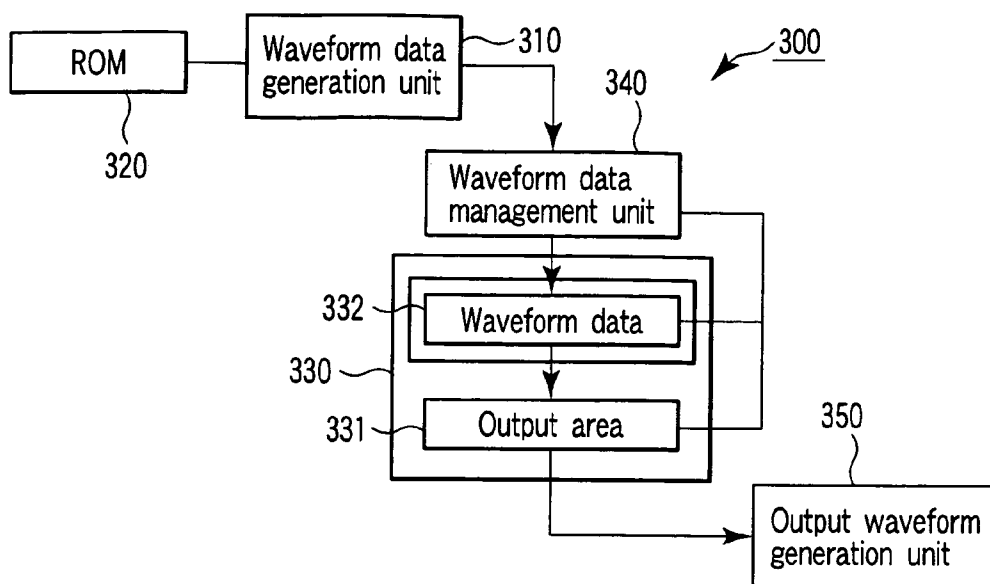 ROM
320
Waveform data
generation unit
310
300
340
Waveform data
management unit
332
Waveform data
330
331
Output area
350
Output waveform
generation unit